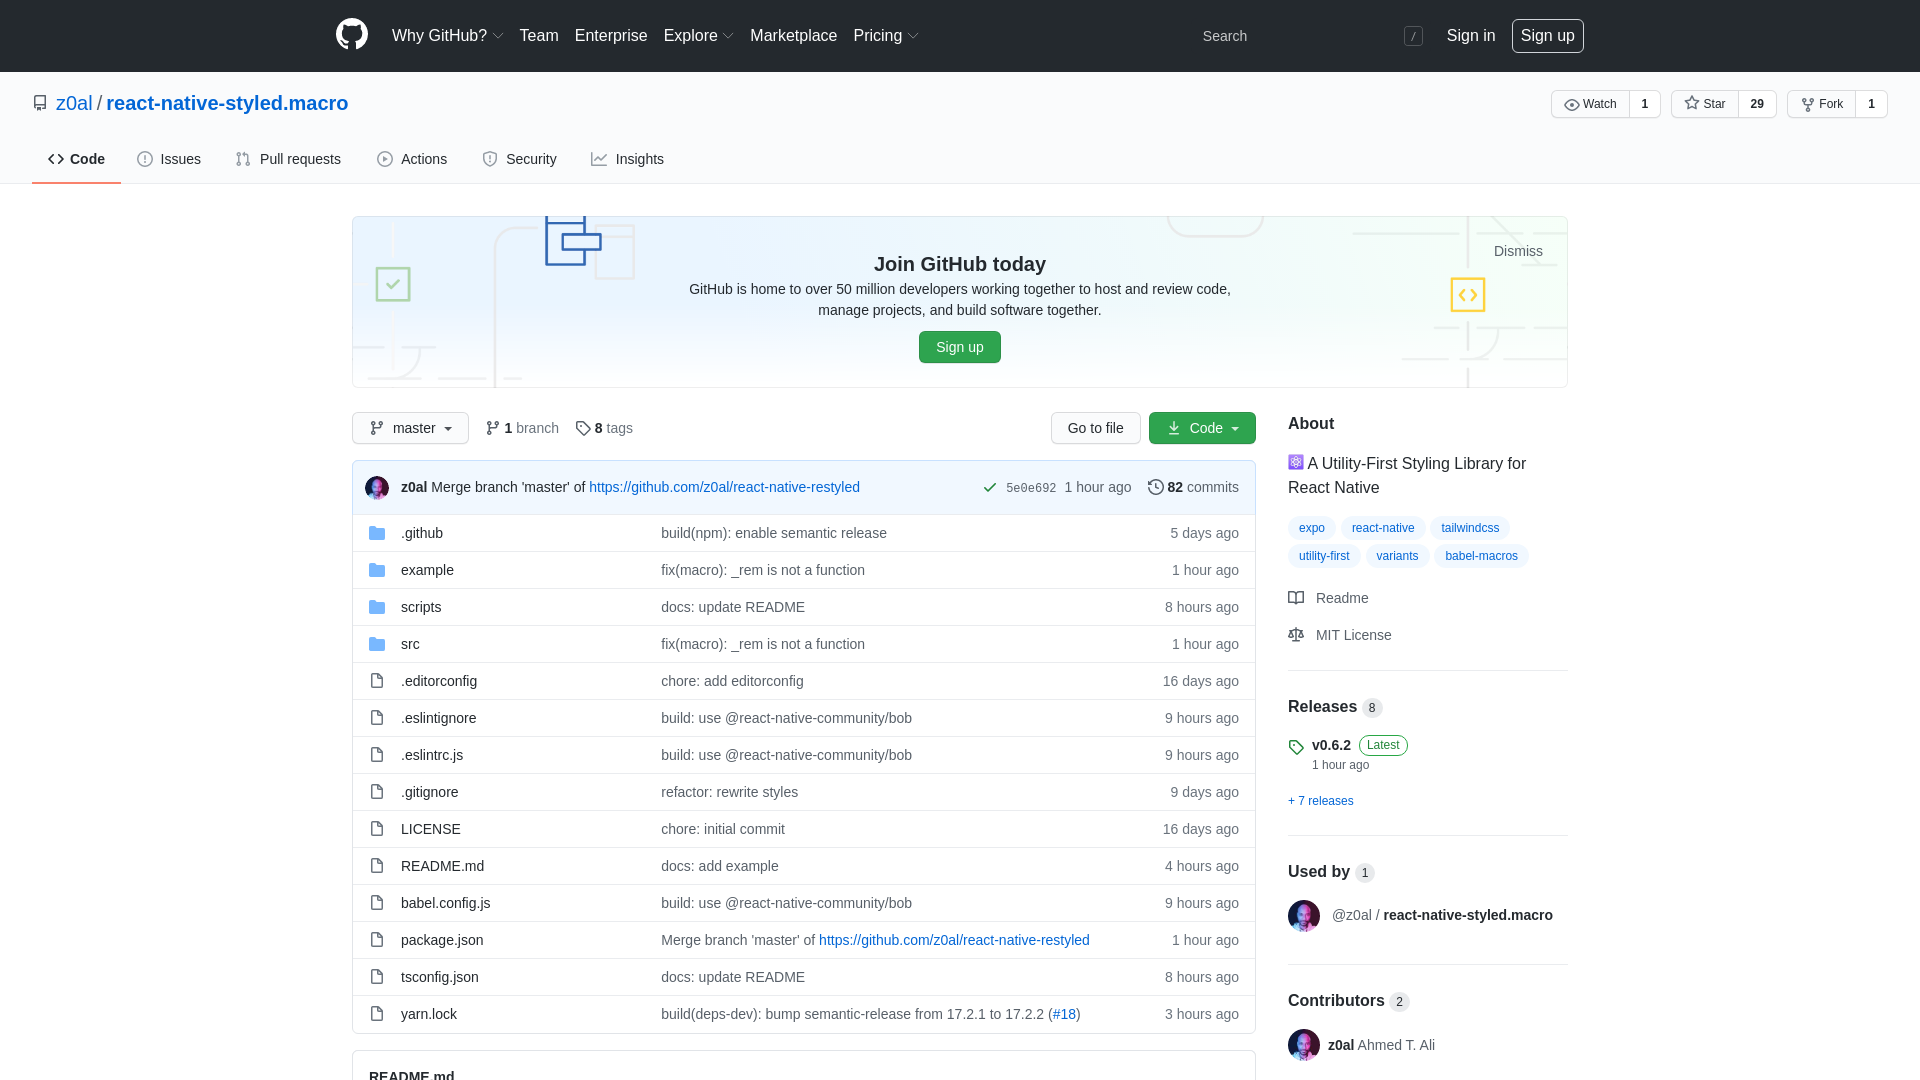 Why GitHub? Team Enterprise Explore Marketplace Pricing Search / Sign in Sign up
z0al / react-native-styled.macro Watch 1 Star 29 Fork 1
Code Issues Pull requests Actions Security Insights
Dismiss
Join GitHub today
GitHub is home to over 50 million developers working together to host and review code,
manage projects, and build software together.
Sign up
master 1 branch 8 tags Go to file Code
z0al Merge branch 'master' of https://github.com/z0al/react-native-restyled 5e0e692 1 hour ago 82 commits
.github build(npm): enable semantic release 5 days ago
example fix(macro): _rem is not a function 1 hour ago
scripts docs: update README 8 hours ago
src fix(macro): _rem is not a function 1 hour ago
.editorconfig chore: add editorconfig 16 days ago
.eslintignore build: use @react-native-community/bob 9 hours ago
.eslintrc.js build: use @react-native-community/bob 9 hours ago
.gitignore refactor: rewrite styles 9 days ago
LICENSE chore: initial commit 16 days ago
README.md docs: add example 4 hours ago
babel.config.js build: use @react-native-community/bob 9 hours ago
package.json Merge branch 'master' of https://github.com/z0al/react-native-restyled 1 hour ago
tsconfig.json docs: update README 8 hours ago
yarn.lock build(deps-dev): bump semantic-release from 17.2.1 to 17.2.2 (#18) 3 hours ago
README.md
About
A Utility-First Styling Library for
React Native
expo react-native tailwindcss
utility-first variants babel-macros
Readme
MIT License
Releases 8
v0.6.2 Latest
1 hour ago
+ 7 releases
Used by 1
@z0al / react-native-styled.macro
Contributors 2
z0al Ahmed T. Ali